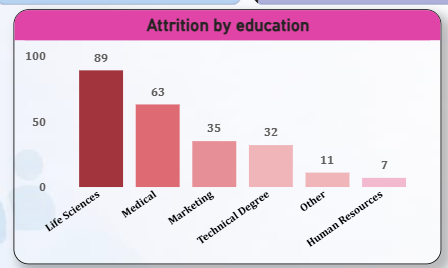 Attrition by education
100
50
0
89
63
35
32
11
7
Life Sciences
Medical
Marketing
Technical Degree
Other
Human Resources